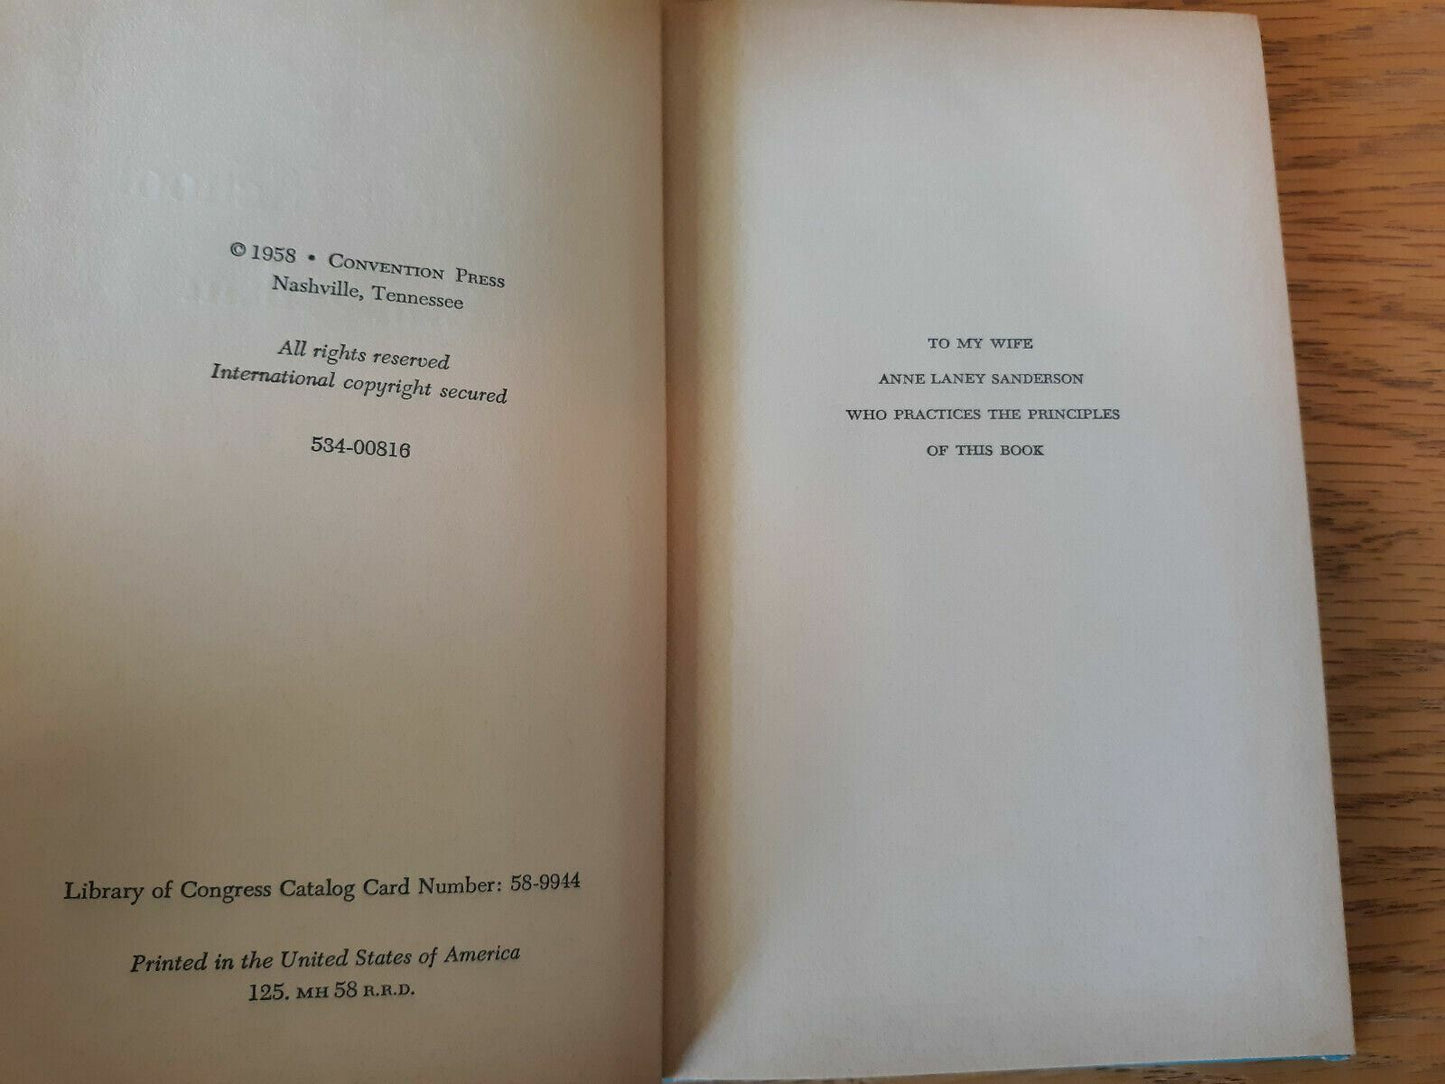 © 1958 • Convention Press
Nashville, Tennessee
All rights reserved
International copyright secured
534-00816
Library of Congress Catalog Card Number: 58-9944
Printed in the United States of America
125. MH 58 R.R.D.
TO MY WIFE
ANNE LANEY SANDERSON
WHO PRACTICES THE PRINCIPLES
OF THIS BOOK